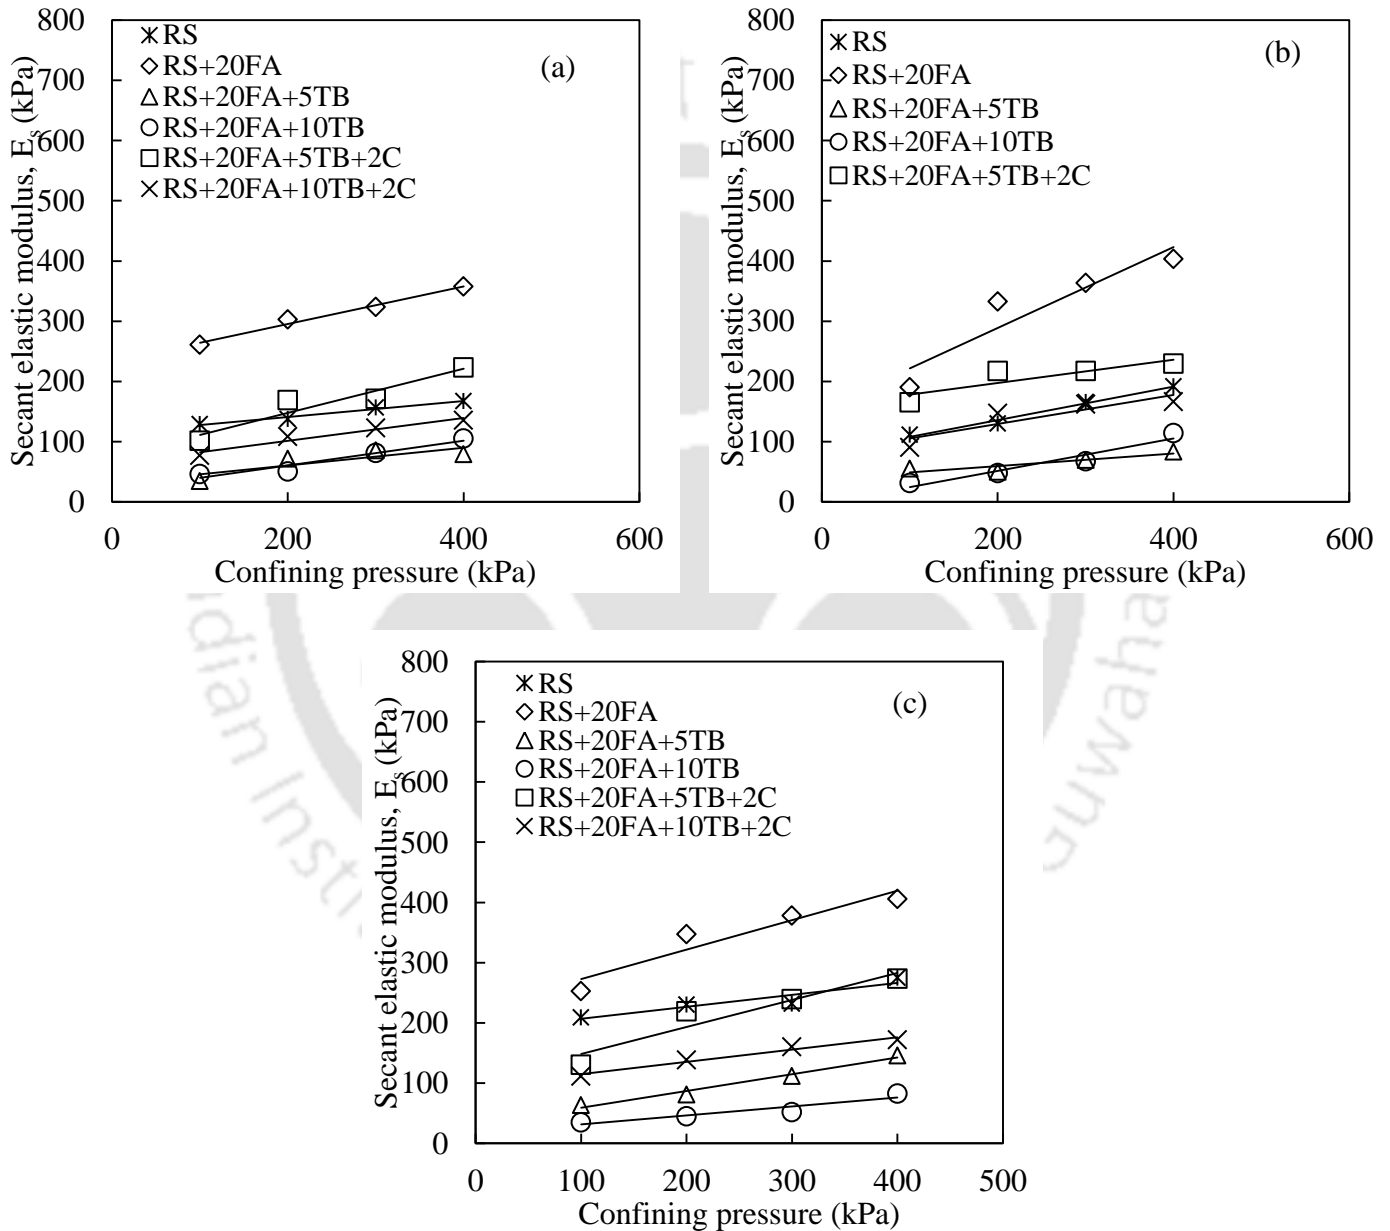 800
700
600
500
400
300
200
100
0
Secant elastic modulus, Es (kPa)
RS
RS+20FA
RS+20FA+5TB
RS+20FA+10TB
RS+20FA+5TB+2C
RS+20FA+10TB+2C
(a)
0 200 400 600
Confining pressure (kPa)
800
700
600
500
400
300
200
100
0
Secant elastic modulus, Es (kPa)
RS
RS+20FA
RS+20FA+5TB
RS+20FA+10TB
RS+20FA+5TB+2C
(b)
0 200 400 600
Confining pressure (kPa)
800
700
600
500
400
300
200
100
0
Secant elastic modulus, Es (kPa)
RS
RS+20FA
RS+20FA+5TB
RS+20FA+10TB
RS+20FA+5TB+2C
RS+20FA+10TB+2C
(c)
0 100 200 300 400 500
Confining pressure (kPa)